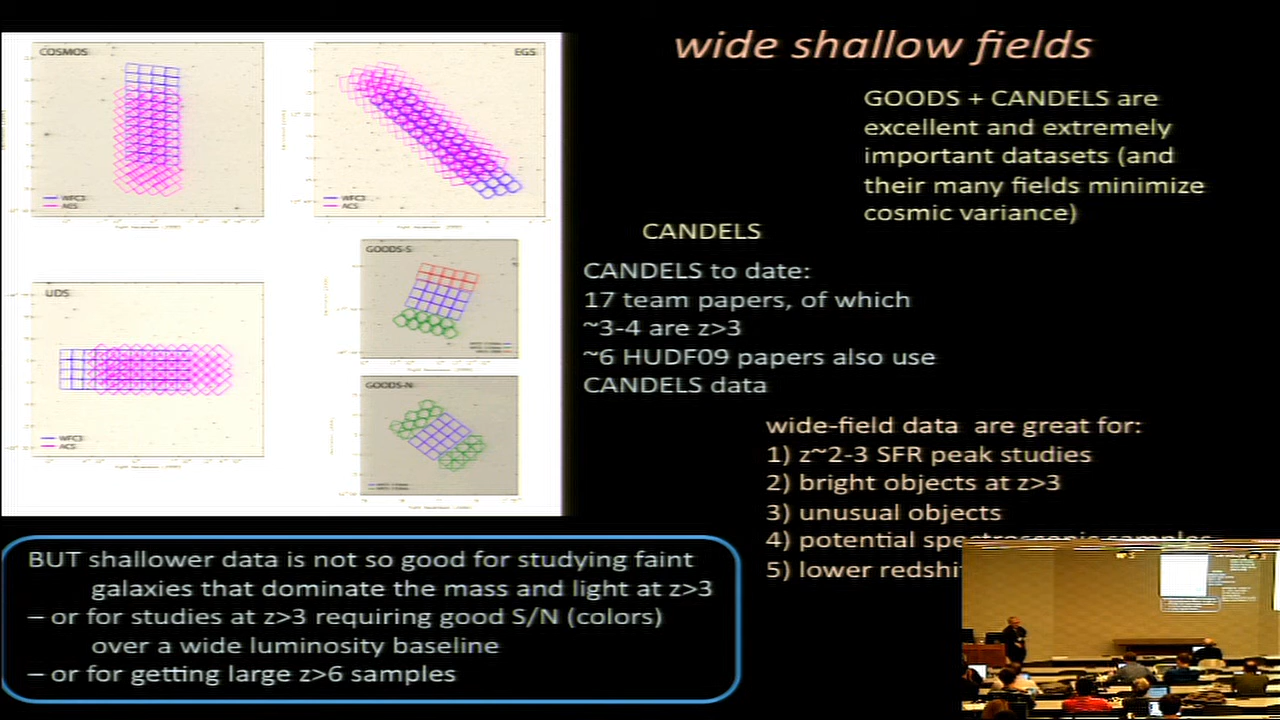 wide shallow fields
COSMOS
WFC3
ACS
EGS
WFC3
ACS
UDS
WFC3
ACS
GOODS-S
GOODS-N
GOODS + CANDELS are
excellent and extremely
important datasets (and
their many fields minimize
cosmic variance)
CANDELS
CANDELS to date:
17 team papers, of which
~3-4 are z>3
~6 HUDF09 papers also use
CANDELS data
wide-field data are great for:
1) z~2-3 SFR peak studies
2) bright objects at z>3
3) unusual objects
4) potential spectroscopic samples
5) lower redshi
BUT shallower data is not so good for studying faint
galaxies that dominate the mass and light at z>3
– or for studies at z>3 requiring good S/N (colors)
over a wide luminosity baseline
– or for getting large z>6 samples